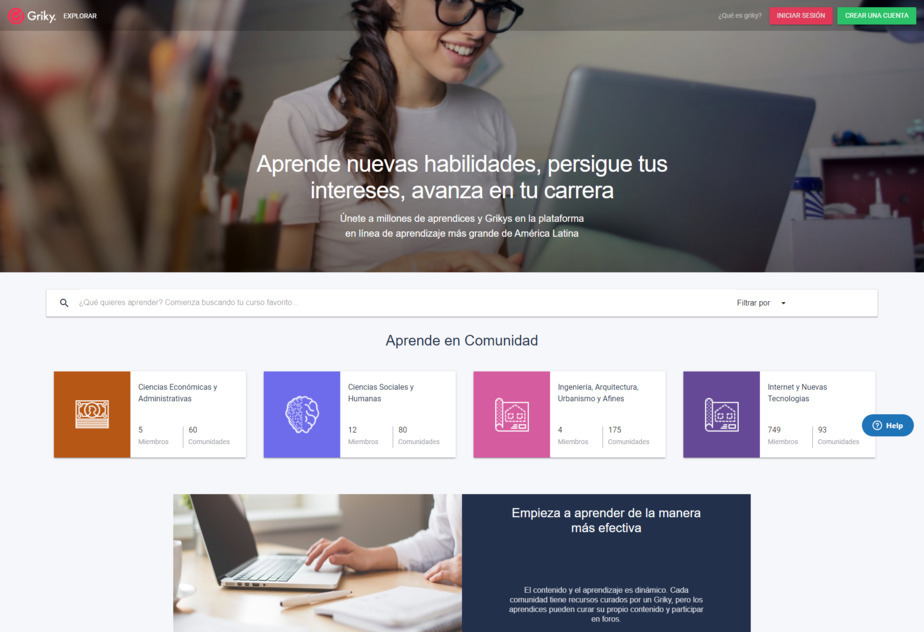 Griky.
EXPLORAR
¿Qué es griky?
INICIAR SESIÓN
CREAR UNA CUENTA
Aprende nuevas habilidades, persigue tus
intereses, avanza en tu carrera
Únete a millones de aprendices y Grikys en la plataforma
en línea de aprendizaje más grande de América Latina
¿Qué quieres aprender? Comienza buscando tu curso favorito...
Filtrar por
Aprende en Comunidad
Ciencias Económicas y
Administrativas
5
60
Miembros
Comunidades
Ciencias Sociales y
Humanas
12
80
Miembros
Comunidades
Ingeniería, Arquitectura,
Urbanismo y Afines
4
175
Miembros
Comunidades
Internet y Nuevas
Tecnologías
749
93
Miembros
Comunidades
Help
Empieza a aprender de la manera
más efectiva
El contenido y el aprendizaje es dinámico. Cada
comunidad tiene recursos curados por un Griky, pero los
aprendices pueden curar su propio contenido y participar
en foros.